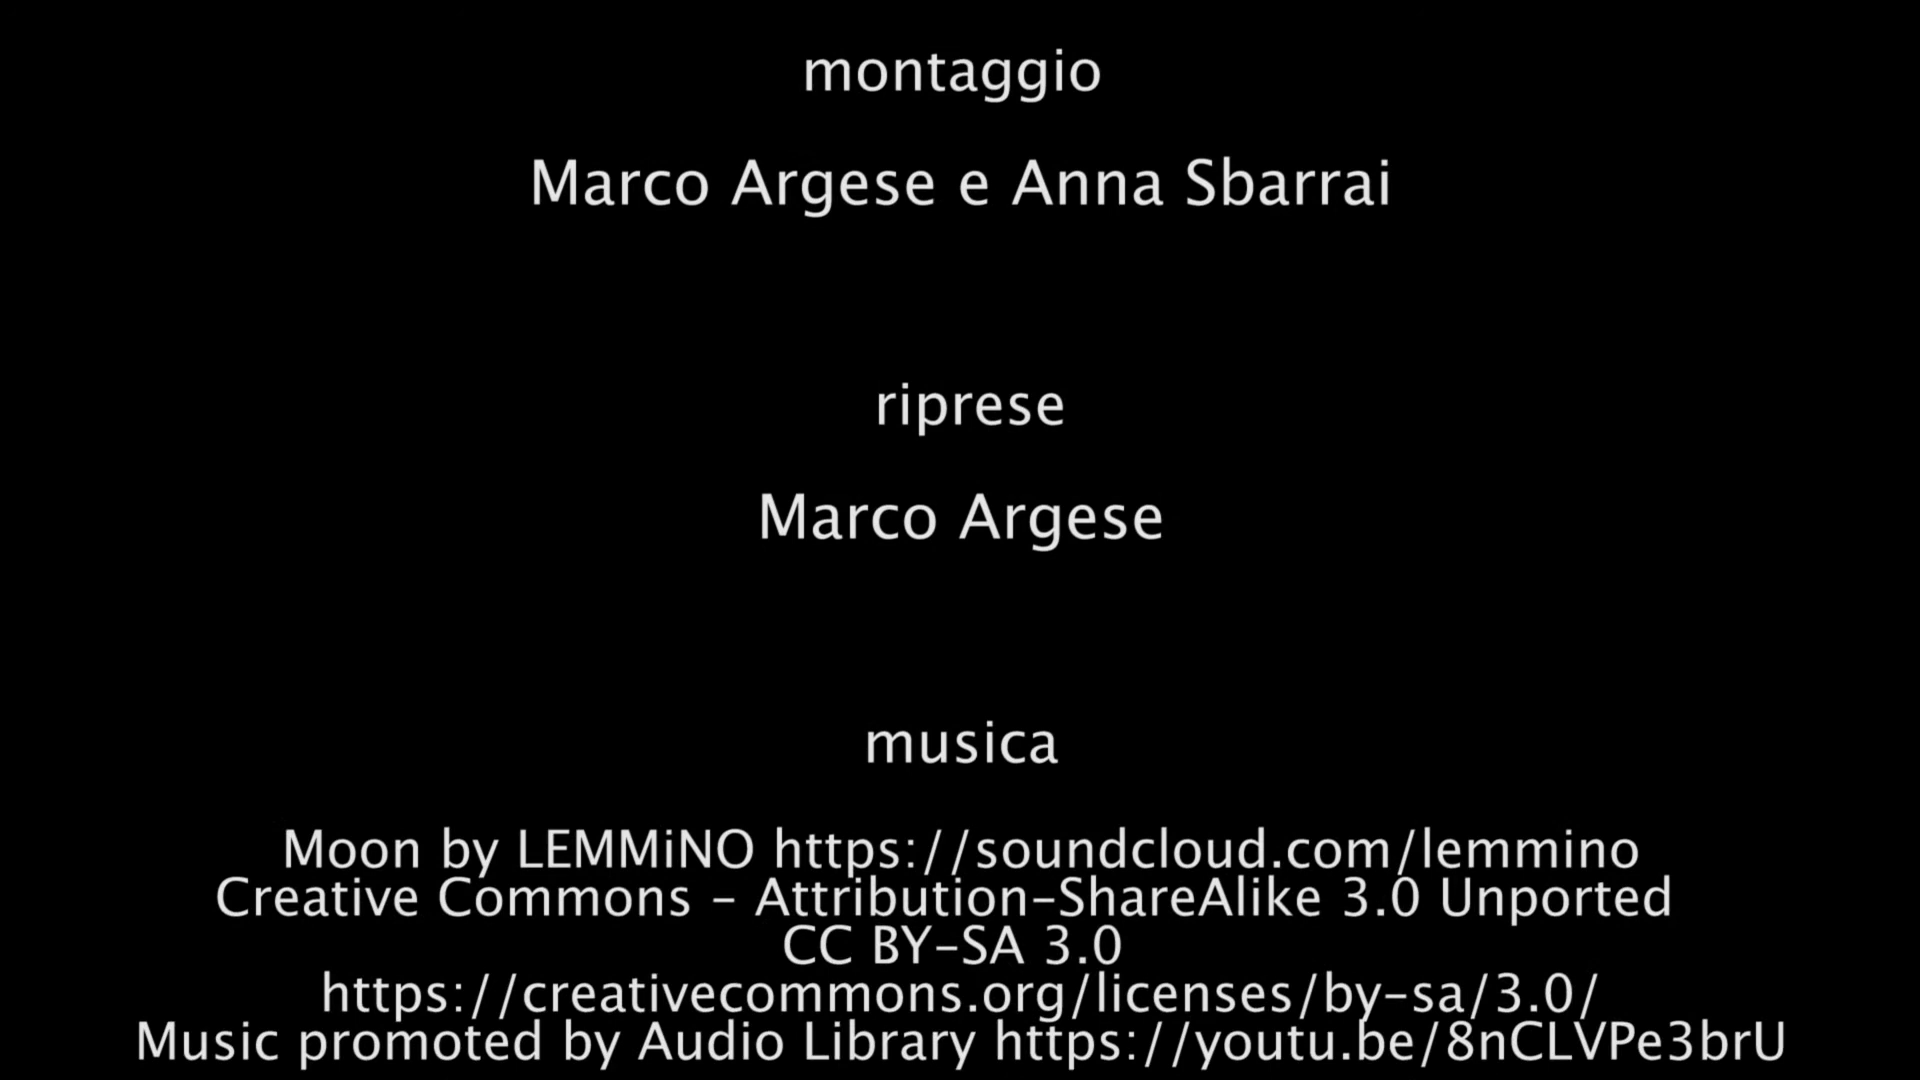 montaggio
Marco Argese e Anna Sbarrai
riprese
Marco Argese
musica
Moon by LEMMiNO https://soundcloud.com/lemmino
Creative Commons - Attribution-ShareAlike 3.0 Unported
CC BY-SA 3.0
https://creativecommons.org/licenses/by-sa/3.0/
Music promoted by Audio Library https://youtu.be/8nCLVPe3brU